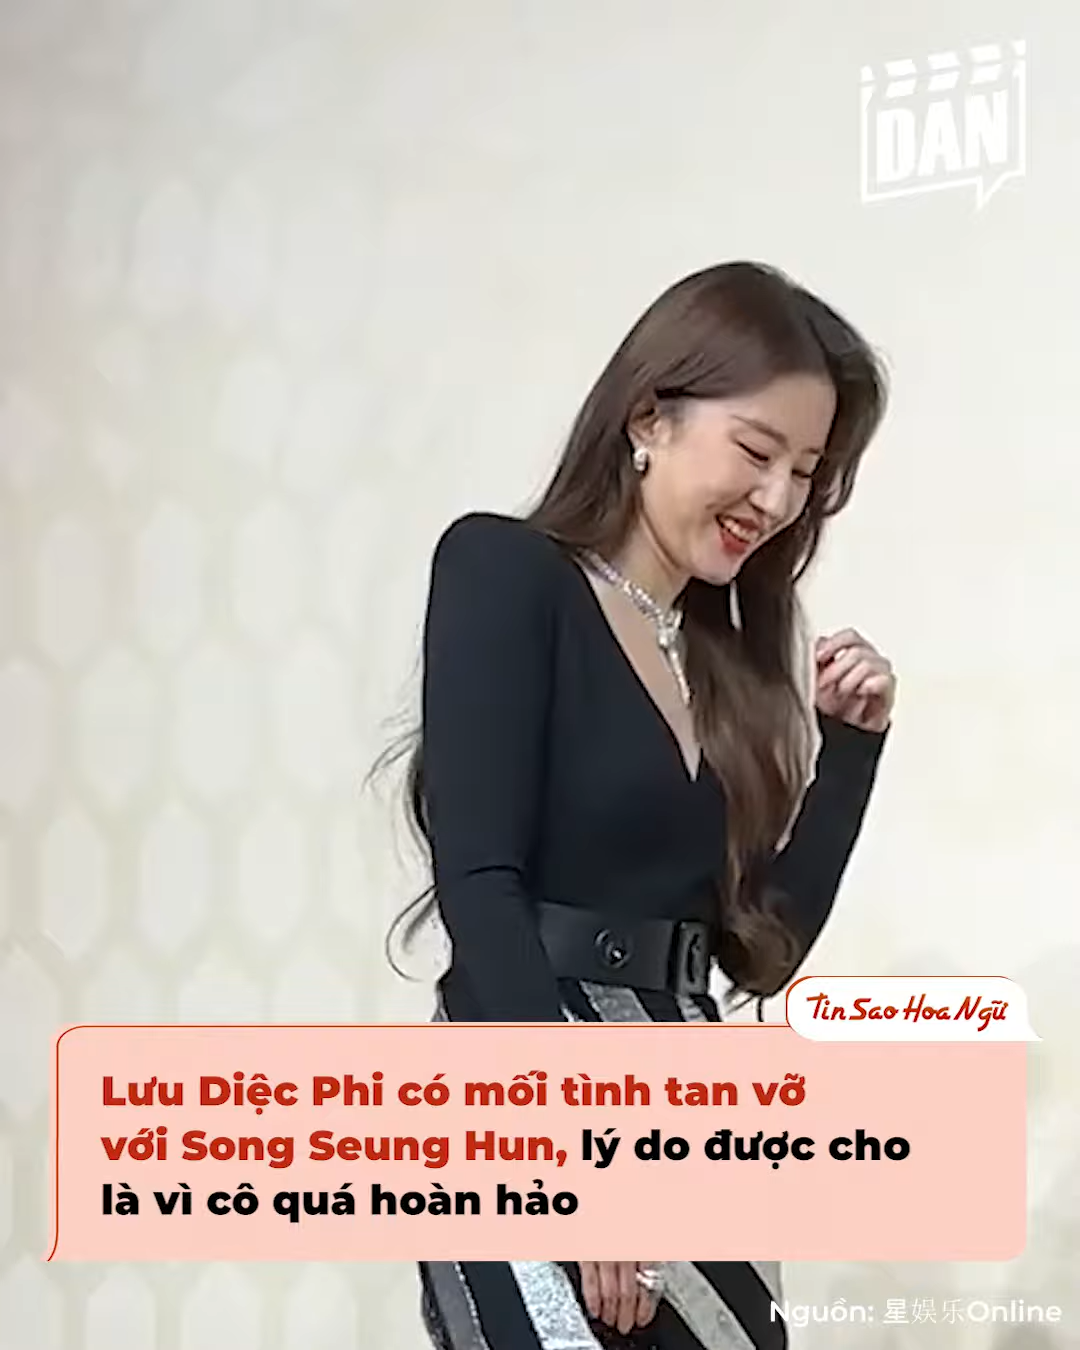 DAN
Tin Sao Hoa Ngữ
Lưu Diệc Phi có mối tình tan vỡ
với Song Seung Hun, lý do được cho
là vì cô quá hoàn hảo
Nguồn: 星娱乐Online